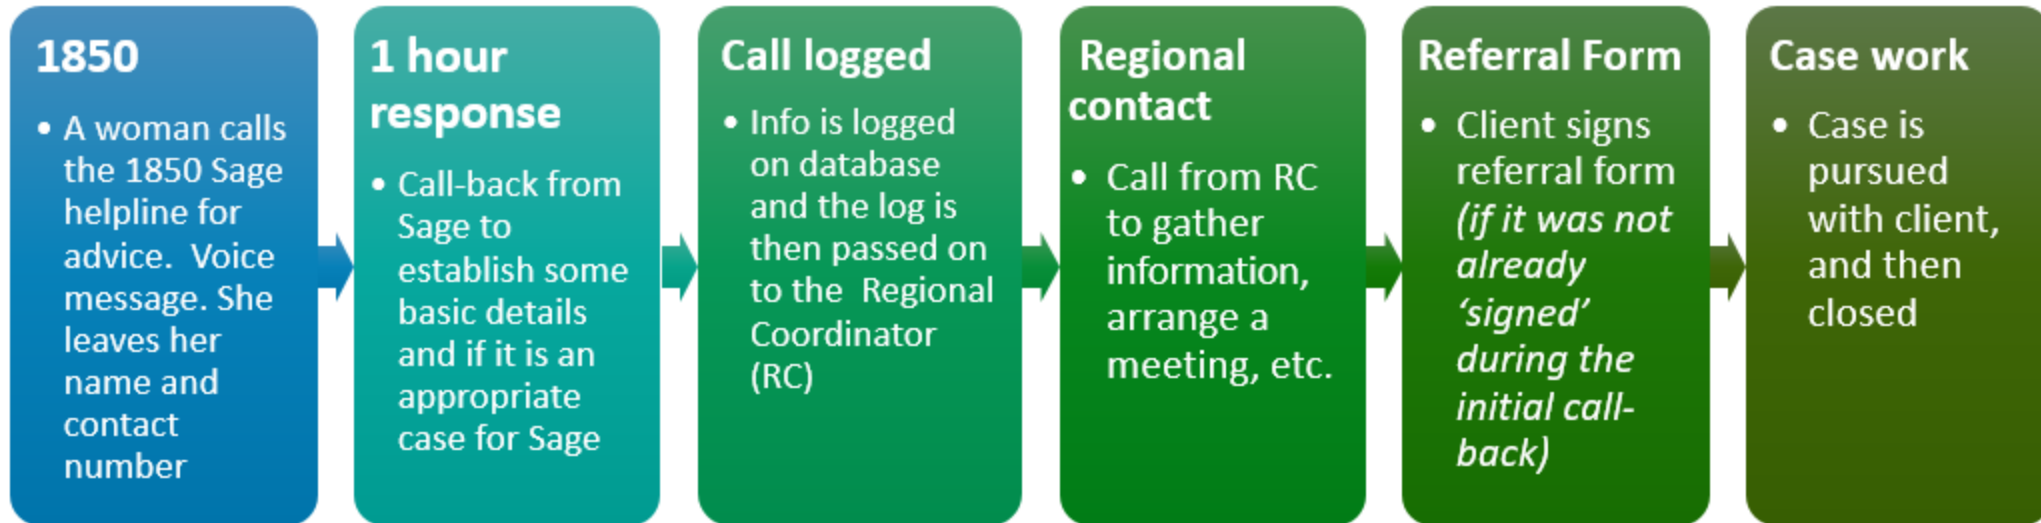 1850
• A woman calls
the 1850 Sage
helpline for
advice.  Voice
message. She
leaves her
name and
contact
number
1 hour
response
• Call-back from
Sage to
establish some
basic details
and if it is an
appropriate
case for Sage
Call logged
• Info is logged
on database
and the log is
then passed on
to the  Regional
Coordinator
(RC)
Regional
contact
• Call from RC
to gather
information,
arrange a
meeting, etc.
Referral Form
• Client signs
referral form
(if it was not
already
‘signed’
during the
initial call-
back)
Case work
• Case is
pursued
with client,
and then
closed